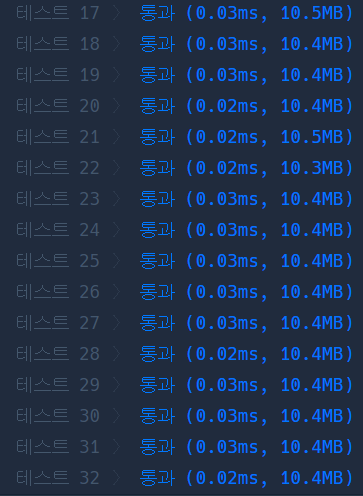 테스트 17 〉 통과 (0.03ms, 10.5MB)
테스트 18 〉 통과 (0.03ms, 10.4MB)
테스트 19 〉 통과 (0.03ms, 10.4MB)
테스트 20 〉 통과 (0.02ms, 10.4MB)
테스트 21 〉 통과 (0.02ms, 10.5MB)
테스트 22 〉 통과 (0.02ms, 10.3MB)
테스트 23 〉 통과 (0.03ms, 10.4MB)
테스트 24 〉 통과 (0.03ms, 10.4MB)
테스트 25 〉 통과 (0.03ms, 10.4MB)
테스트 26 〉 통과 (0.03ms, 10.4MB)
테스트 27 〉 통과 (0.03ms, 10.4MB)
테스트 28 〉 통과 (0.02ms, 10.4MB)
테스트 29 〉 통과 (0.03ms, 10.4MB)
테스트 30 〉 통과 (0.03ms, 10.4MB)
테스트 31 〉 통과 (0.03ms, 10.4MB)
테스트 32 〉 통과 (0.02ms, 10.4MB)